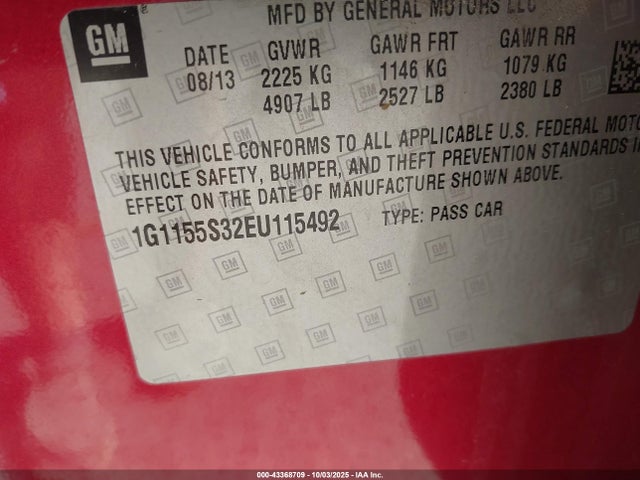 GM
MFD BY GENERAL MOTORS LLC
DATE GVWR GAWR FRT GAWR RR
08/13 2225 KG 1146 KG 1079 KG
4907 LB 2527 LB 2380 LB
THIS VEHICLE CONFORMS TO ALL APPLICABLE U.S. FEDERAL MOTO
VEHICLE SAFETY, BUMPER, AND THEFT PREVENTION STANDARDS I
EFFECT ON THE DATE OF MANUFACTURE SHOWN ABOVE.
1G1155S32EU115492 TYPE: PASS CAR
000-43368709 - 10/03/2025 - IAA Inc.